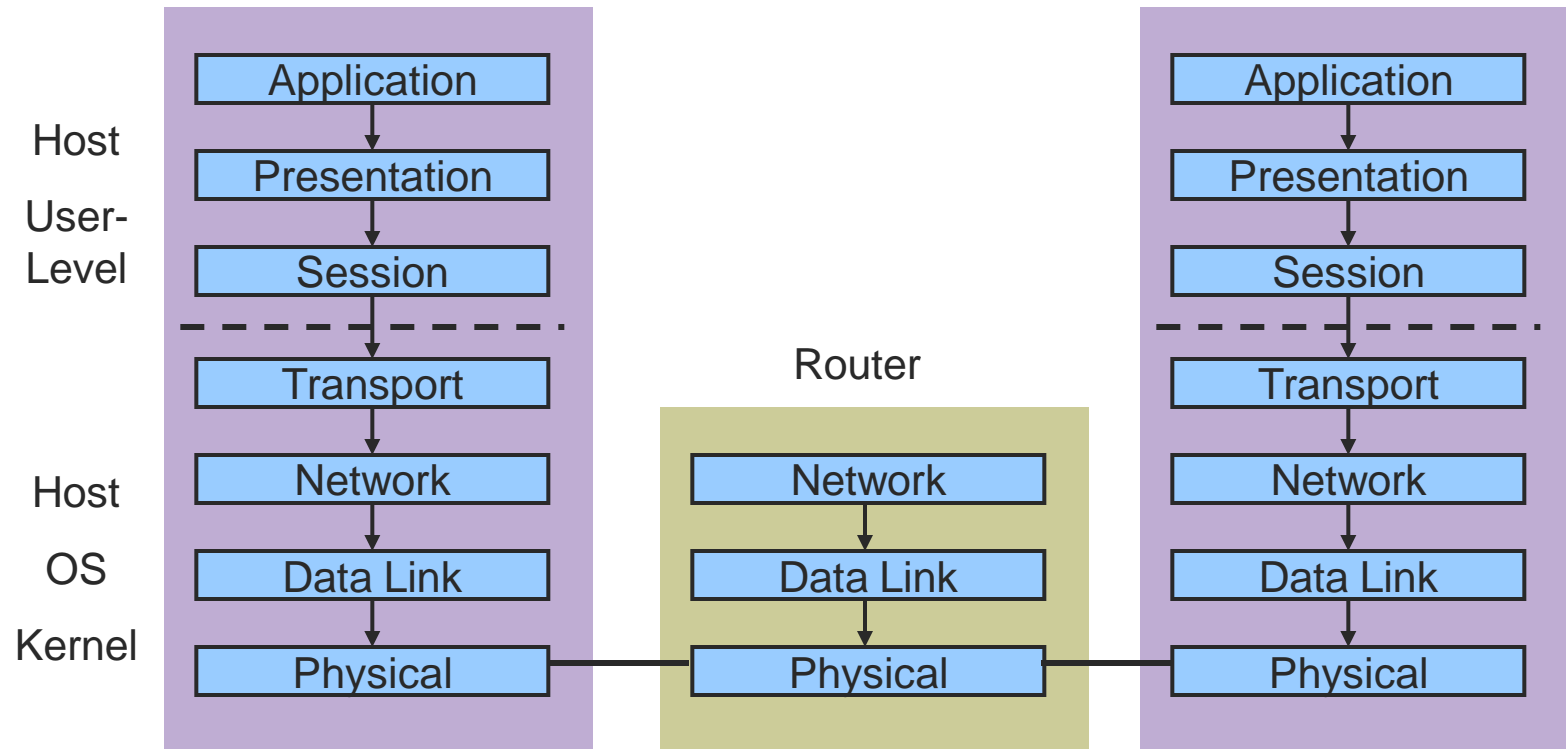 Host
User-
Level
Host
OS
Kernel
Application
Presentation
Session
Transport
Network
Data Link
Physical
Router
Network
Data Link
Physical
Application
Presentation
Session
Transport
Network
Data Link
Physical